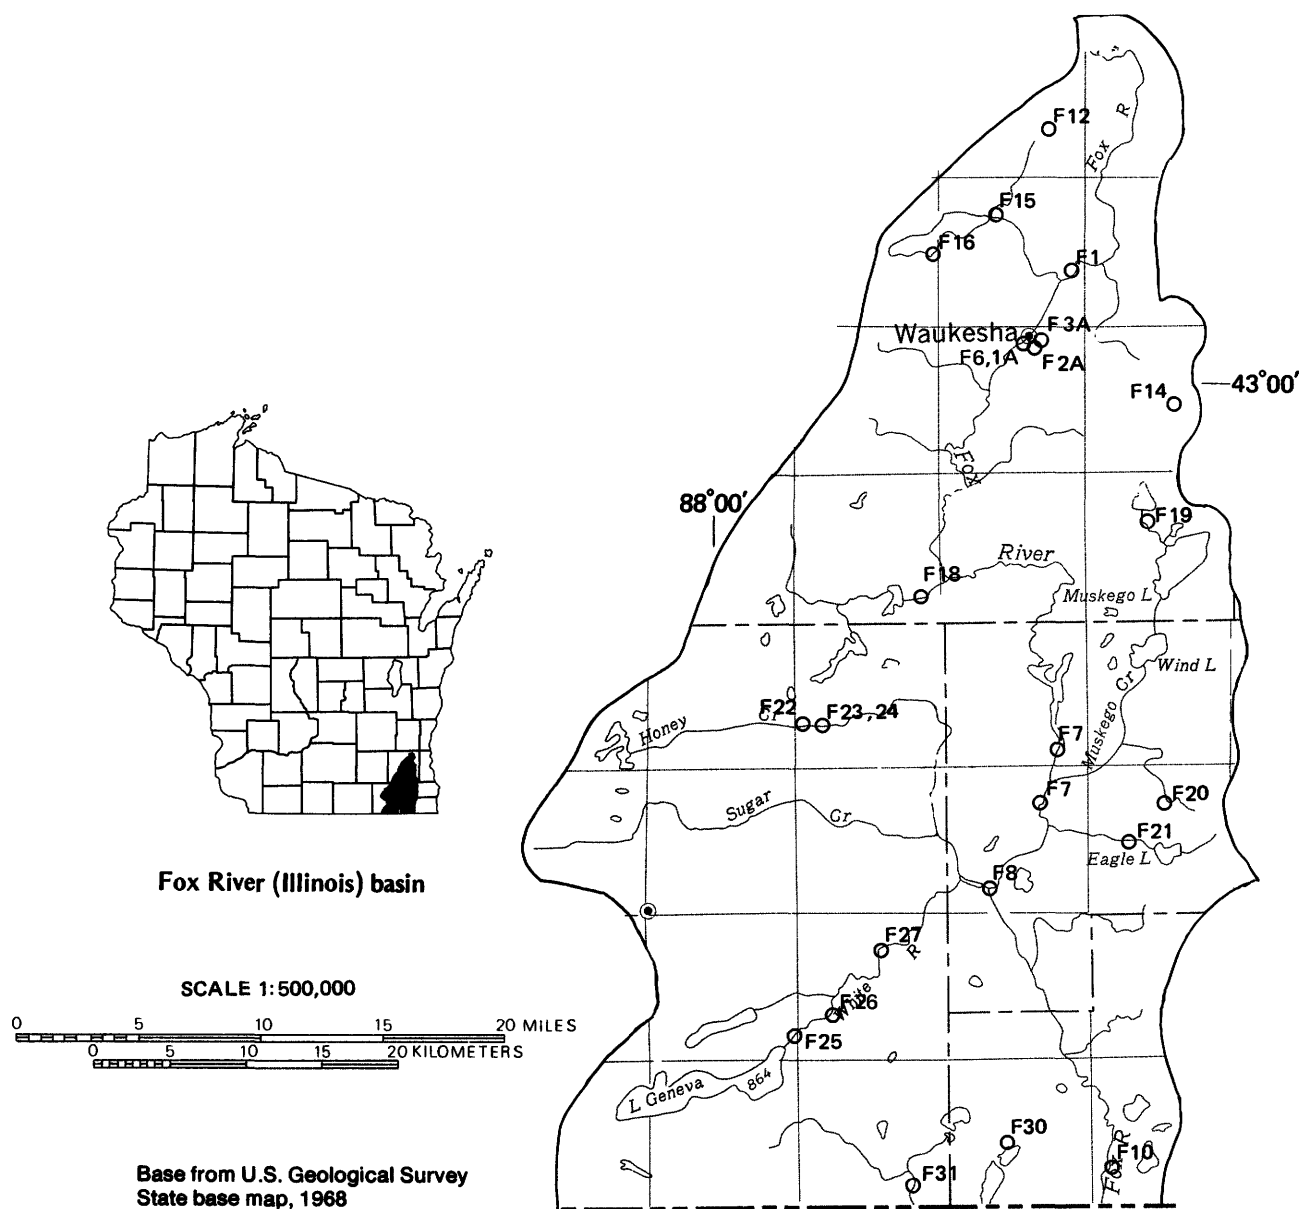 F12
Fox R
F15
F16
F1
Waukesha
F3A
F6,1A
F2A
43°00'
F14
Fox
88°00'
F19
River
F18
Muskego L
Wind L
F22
Cr
F23,24
Honey
Muskego Cr
F7
F7
F20
Sugar
Cr
F21
Eagle L
F8
Fox River (Illinois) basin
F27
R
SCALE 1:500,000
White
F26
0 5 10 15 20 MILES
0 5 10 15 20 KILOMETERS
F25
L Geneva
864
F30
F10
Fox R
F31
Base from U.S. Geological Survey
State base map, 1968